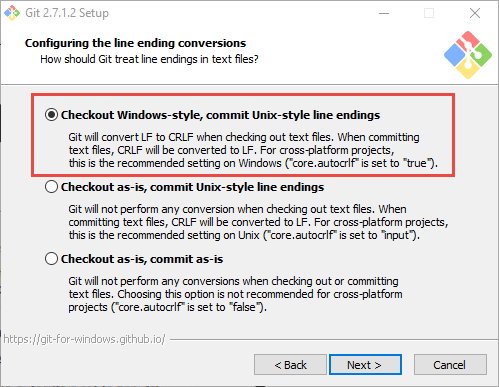 Git 2.7.1.2 Setup
Configuring the line ending conversions
How should Git treat line endings in text files?
Checkout Windows-style, commit Unix-style line endings
Git will convert LF to CRLF when checking out text files. When committing
text files, CRLF will be converted to LF. For cross-platform projects,
this is the recommended setting on Windows ("core.autocrlf" is set to "true").
Checkout as-is, commit Unix-style line endings
Git will not perform any conversion when checking out text files. When
committing text files, CRLF will be converted to LF. For cross-platform projects,
this is the recommended setting on Unix ("core.autocrlf" is set to "input").
Checkout as-is, commit as-is
Git will not perform any conversions when checking out or committing
text files. Choosing this option is not recommended for cross-platform
projects ("core.autocrlf" is set to "false").
https://git-for-windows.github.io/
< Back
Next >
Cancel